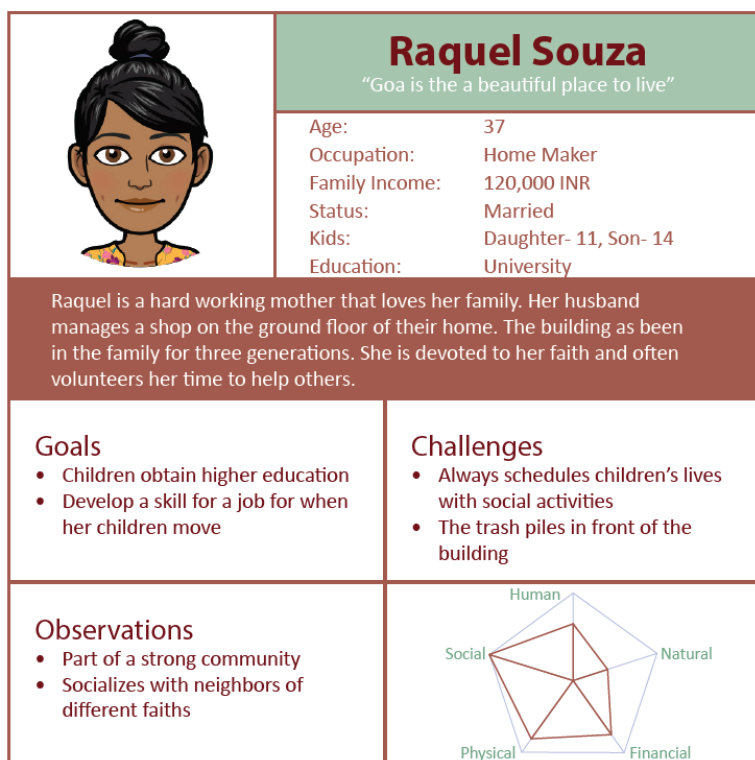 Raquel Souza
“Goa is the a beautiful place to live”
Age: 37
Occupation: Home Maker
Family Income: 120,000 INR
Status: Married
Kids: Daughter- 11, Son- 14
Education: University
Raquel is a hard working mother that loves her family. Her husband
manages a shop on the ground floor of their home. The building as been
in the family for three generations. She is devoted to her faith and often
volunteers her time to help others.
Goals
• Children obtain higher education
• Develop a skill for a job for when
her children move
Challenges
• Always schedules children’s lives
with social activities
• The trash piles in front of the
building
Observations
• Part of a strong community
• Socializes with neighbors of
different faiths
Human
Social
Natural
Physical
Financial